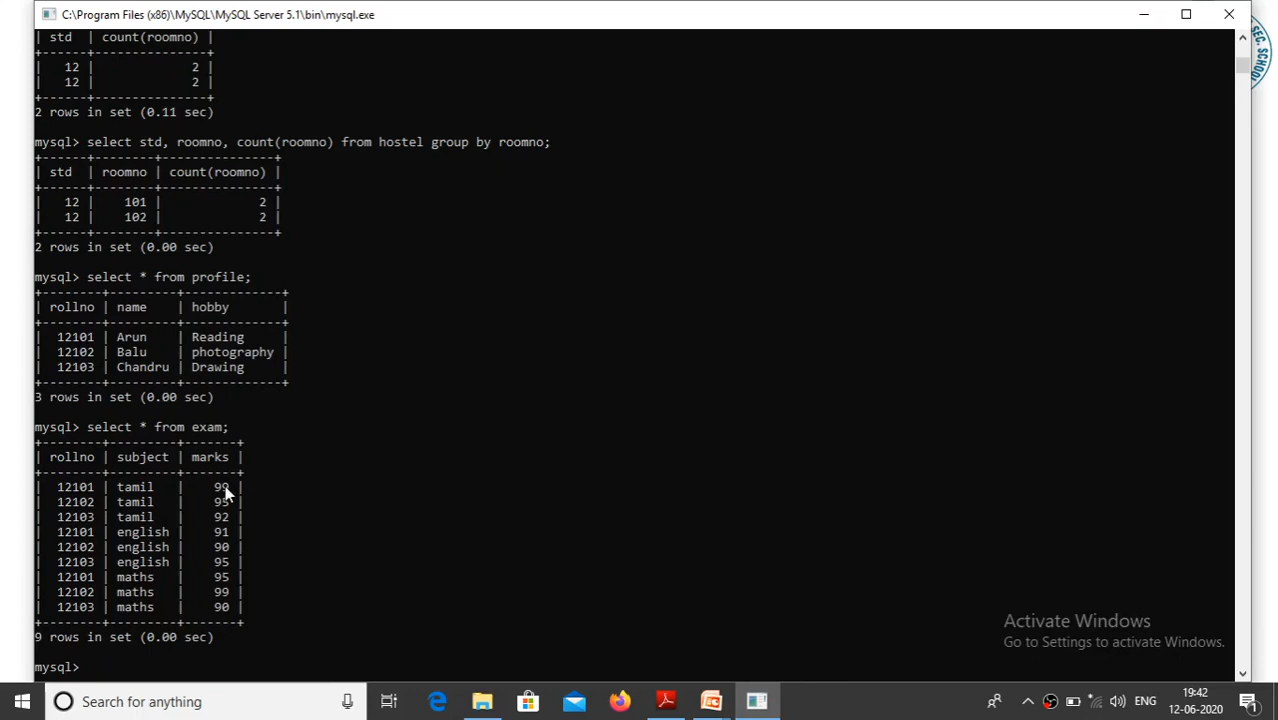 C:\Program Files (x86)\MySQL\MySQL Server 5.1\bin\mysql.exe
| std | count(roomno) |
+------+---------------+
| 12 | 2 |
| 12 | 2 |
+------+---------------+
2 rows in set (0.11 sec)
mysql> select std, roomno, count(roomno) from hostel group by roomno;
+------+--------+---------------+
| std | roomno | count(roomno) |
+------+--------+---------------+
| 12 | 101 | 2 |
| 12 | 102 | 2 |
+------+--------+---------------+
2 rows in set (0.00 sec)
mysql> select * from profile;
+--------+---------+-------------+
| rollno | name | hobby |
+--------+---------+-------------+
| 12101 | Arun | Reading |
| 12102 | Balu | photography |
| 12103 | Chandru | Drawing |
+--------+---------+-------------+
3 rows in set (0.00 sec)
mysql> select * from exam;
+--------+---------+-------+
| rollno | subject | marks |
+--------+---------+-------+
| 12101 | tamil | 99 |
| 12102 | tamil | 95 |
| 12103 | tamil | 92 |
| 12101 | english | 91 |
| 12102 | english | 90 |
| 12103 | english | 95 |
| 12101 | maths | 95 |
| 12102 | maths | 99 |
| 12103 | maths | 90 |
+--------+---------+-------+
9 rows in set (0.00 sec)
mysql>
SEC. SCHOOL
Activate Windows
Go to Settings to activate Windows.
Search for anything
ENG
19:42
12-06-2020
1